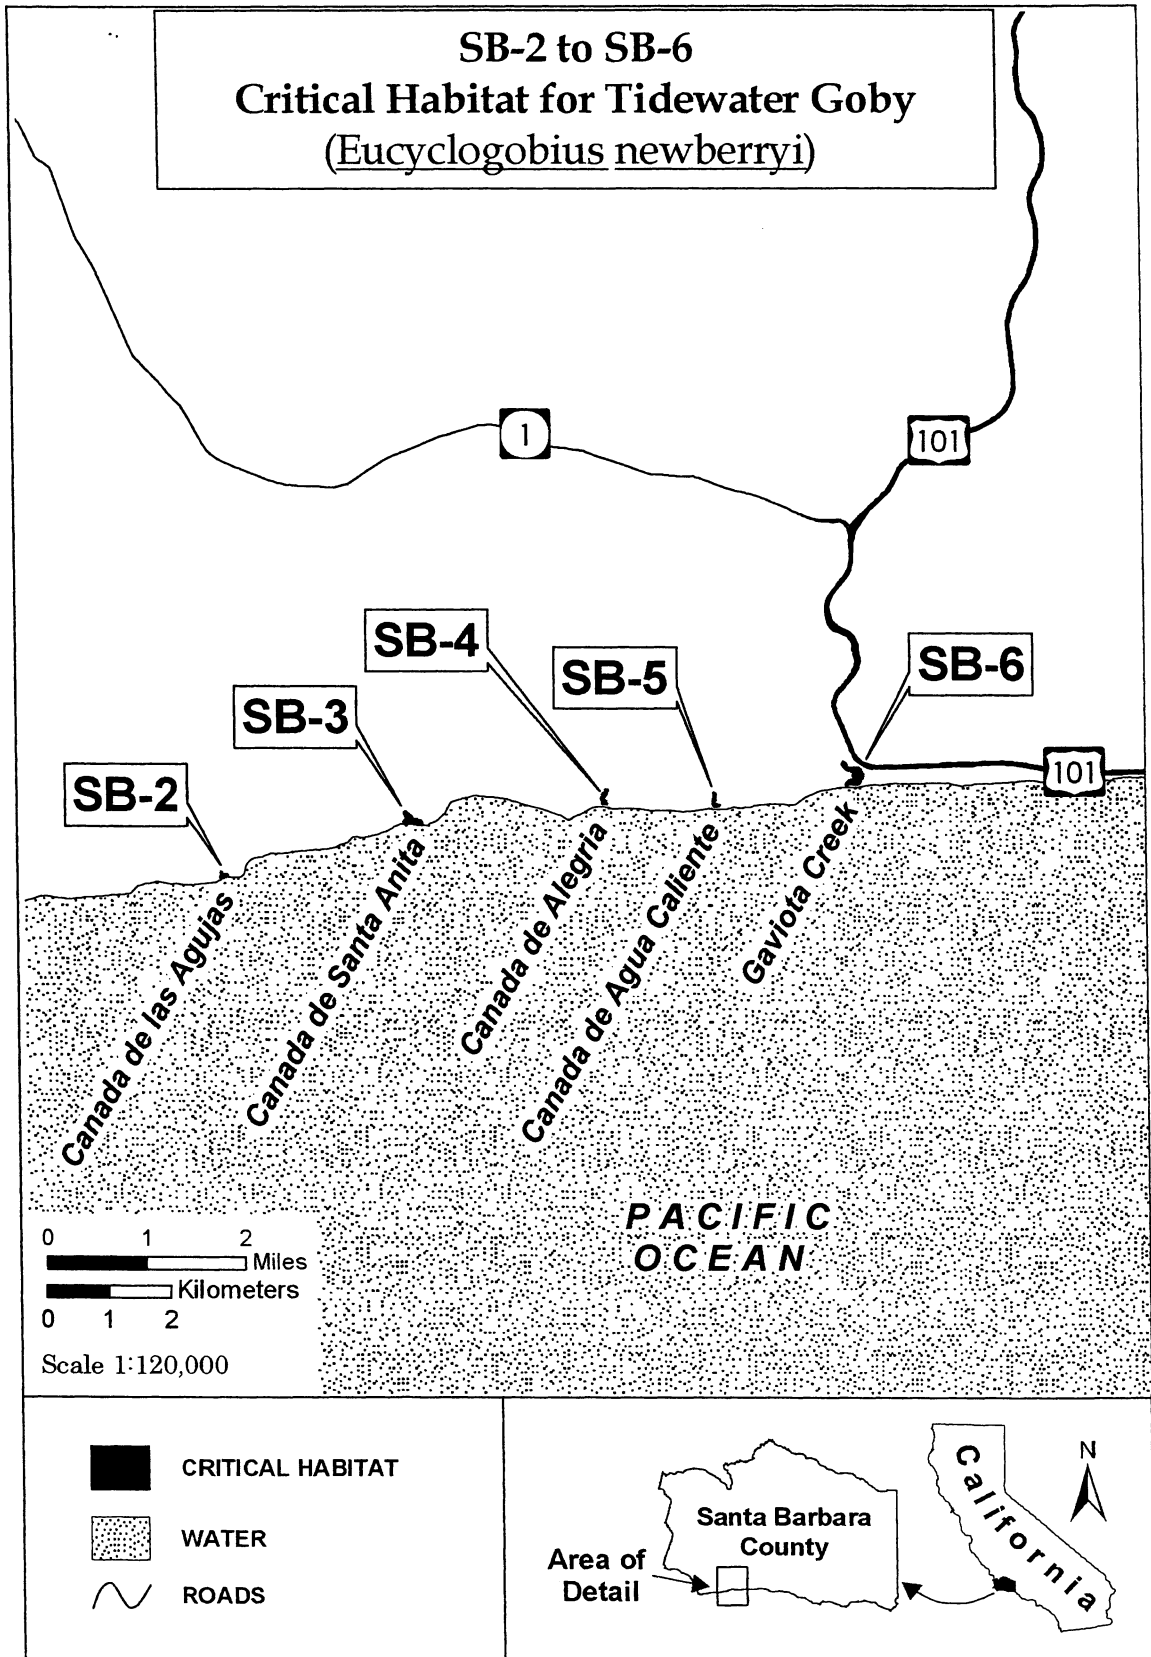 SB-2 to SB-6
Critical Habitat for Tidewater Goby
(Eucyclogobius newberryi)
1
101
SB-4
SB-5
SB-6
SB-3
SB-2
101
Canada de las Agujas
Canada de Santa Anita
Canada de Alegria
Canada de Agua Caliente
Gaviota Creek
PACIFIC
OCEAN
0 1 2
Miles
Kilometers
0 1 2
Scale 1:120,000
CRITICAL HABITAT
WATER
ROADS
Santa Barbara
County
Area of
Detail
California
N